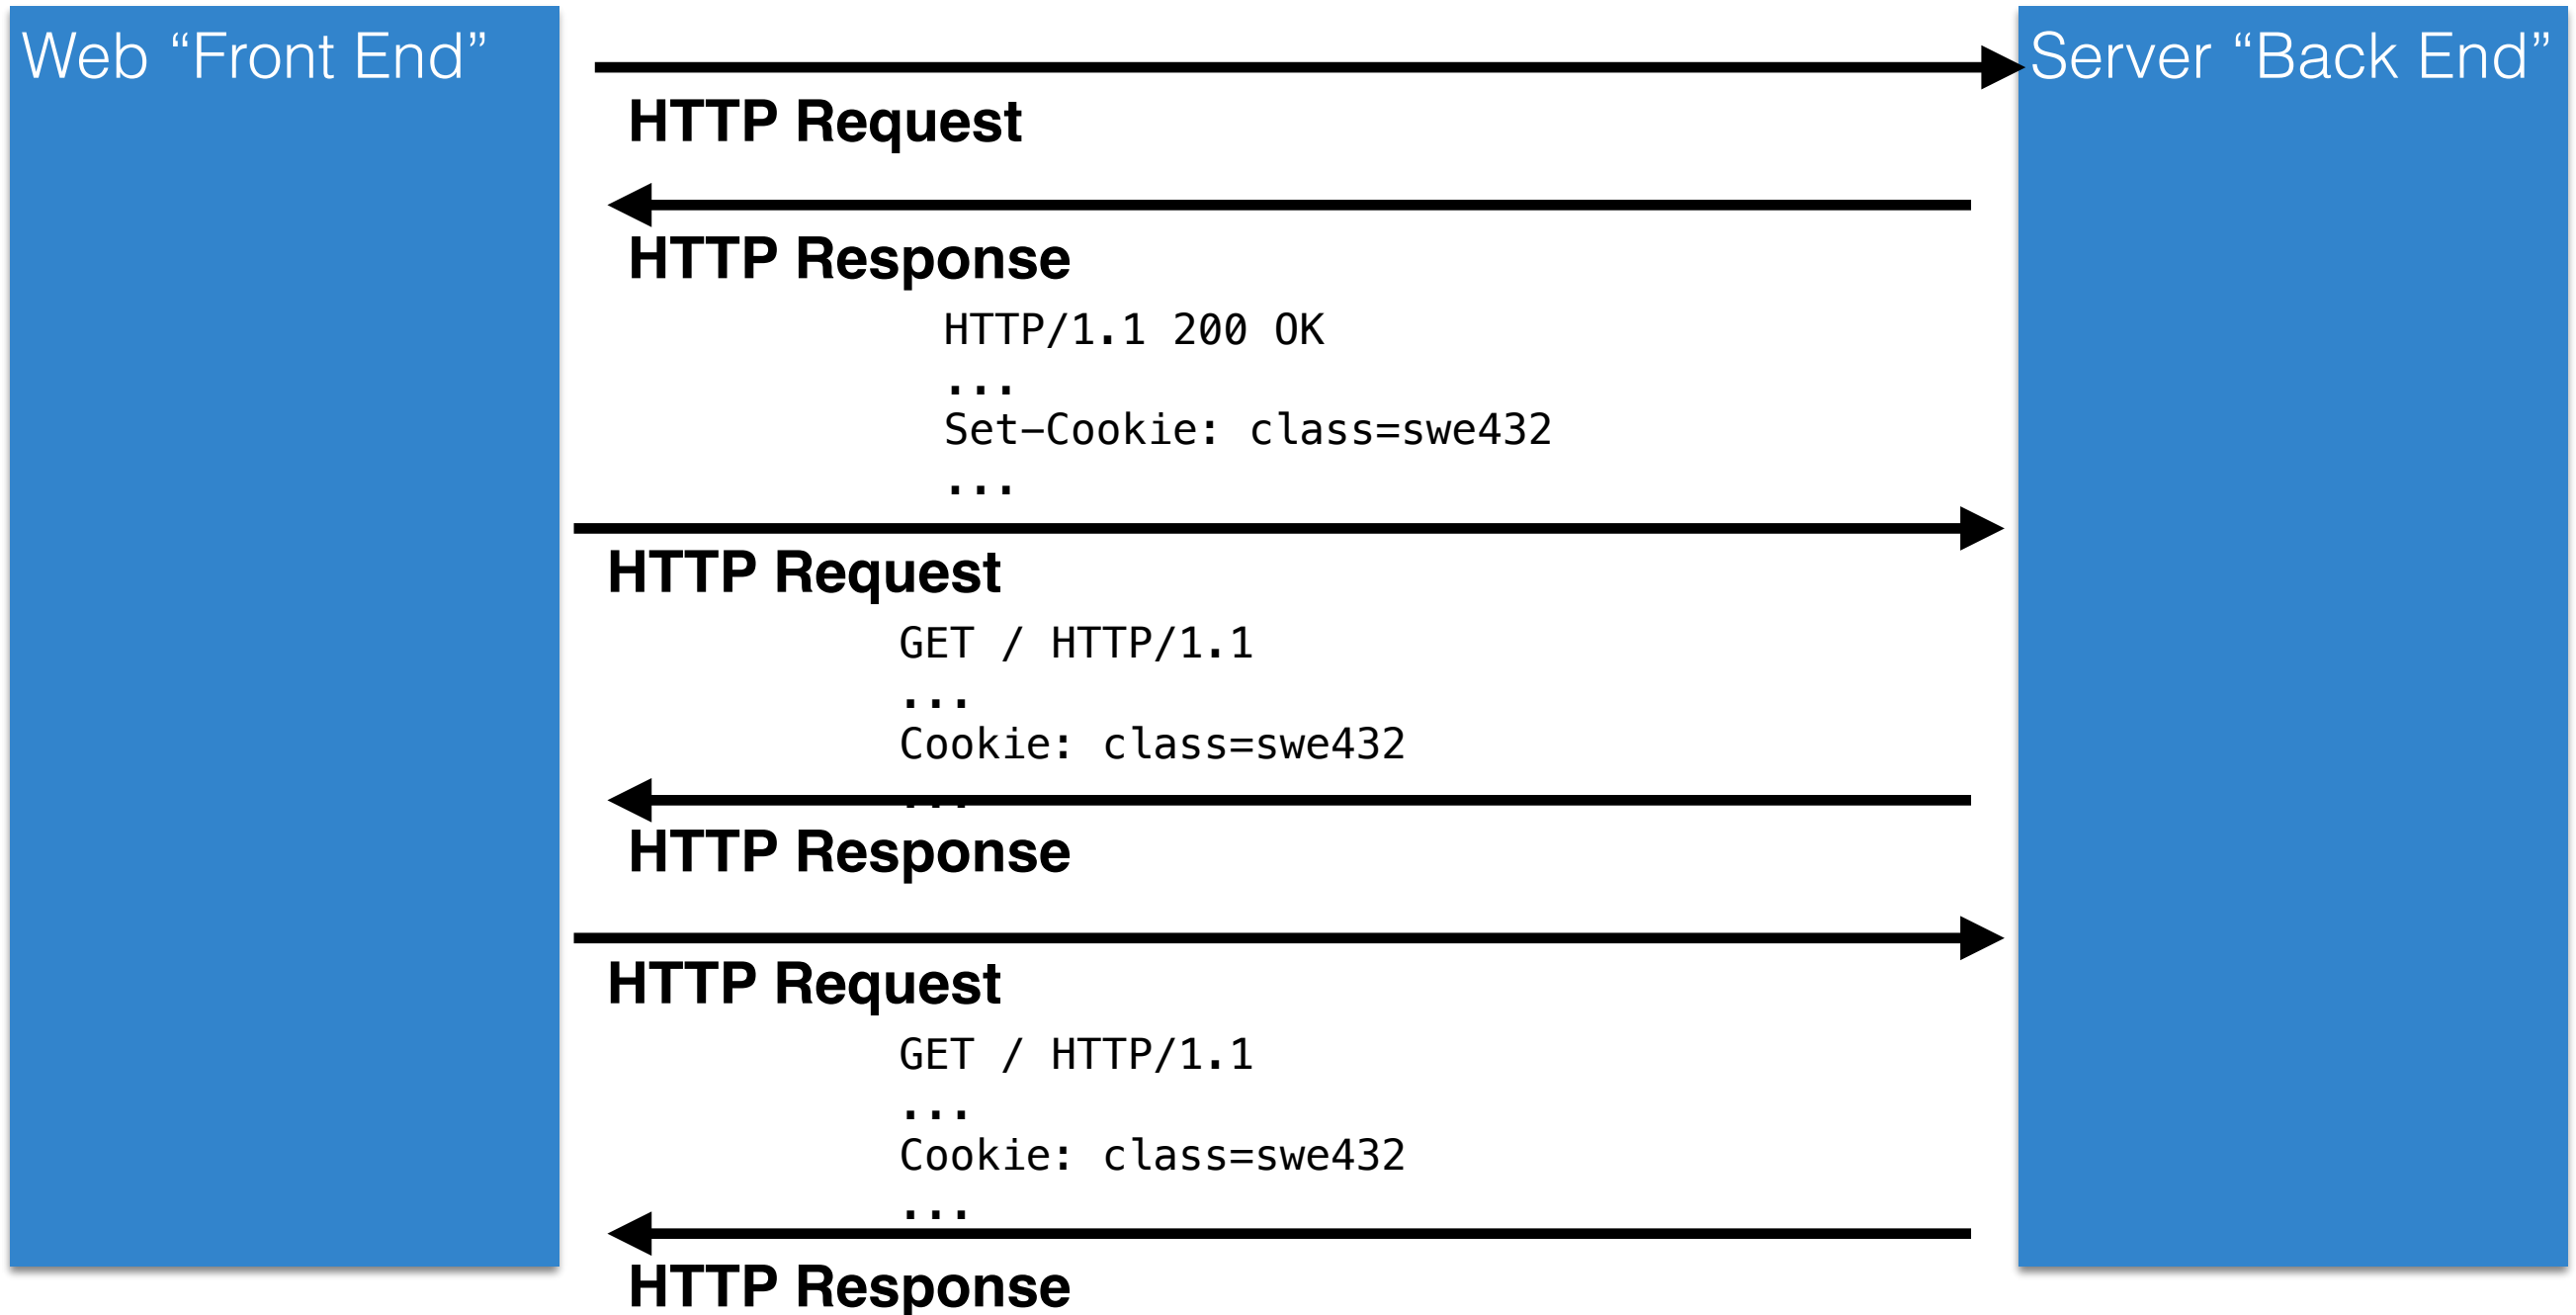 Web “Front End”
Server “Back End”
HTTP Request
HTTP Response
HTTP/1.1 200 OK
...
Set-Cookie: class=swe432
...
HTTP Request
GET / HTTP/1.1
...
Cookie: class=swe432
...
HTTP Response
HTTP Request
GET / HTTP/1.1
...
Cookie: class=swe432
...
HTTP Response